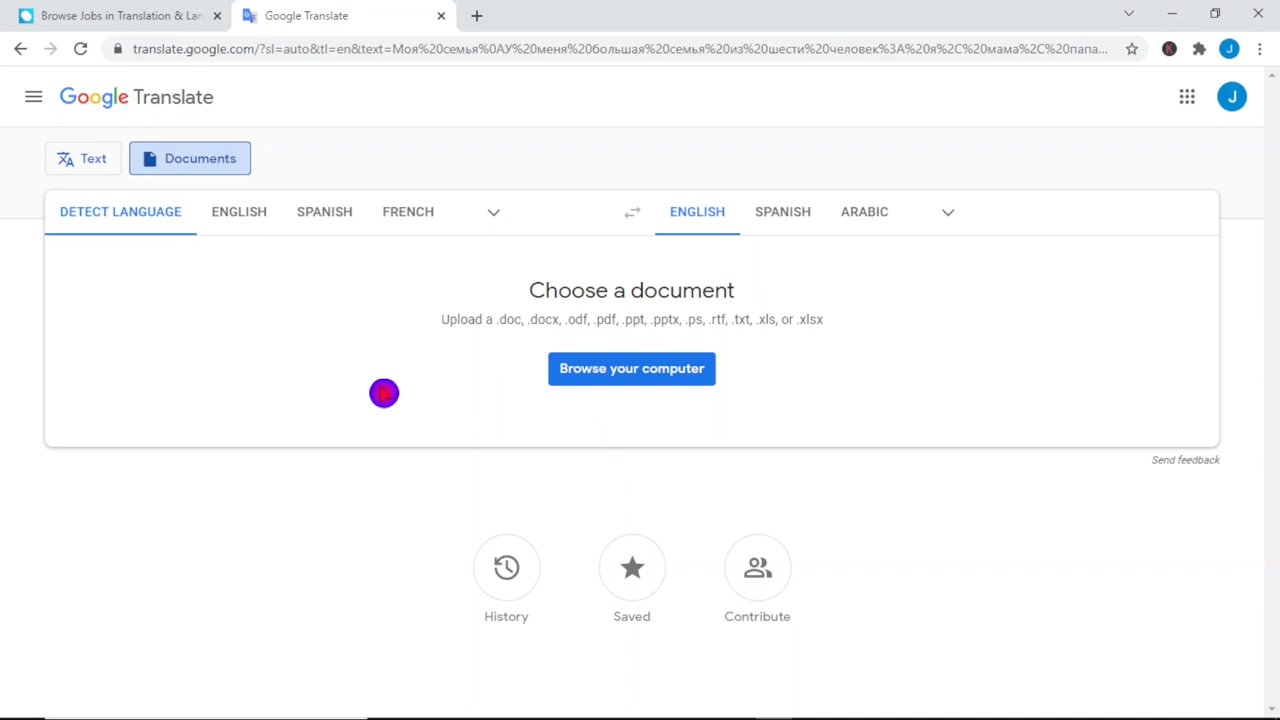 Browse Jobs in Translation & Lan
Google Translate
translate.google.com/?sl=auto&tl=en&text=Моя%20семья%0AУ%20меня%20большая%20семья%20из%20шести%20человек%3A%20я%2C%20мама%2C%20папа...
K
J
Google Translate
J
Text
Documents
DETECT LANGUAGE ENGLISH SPANISH FRENCH ENGLISH SPANISH ARABIC
Choose a document
Upload a .doc, .docx, .odf, .pdf, .ppt, .pptx, .ps, .rtf, .txt, .xls, or .xlsx
Browse your computer
Send feedback
History Saved Contribute